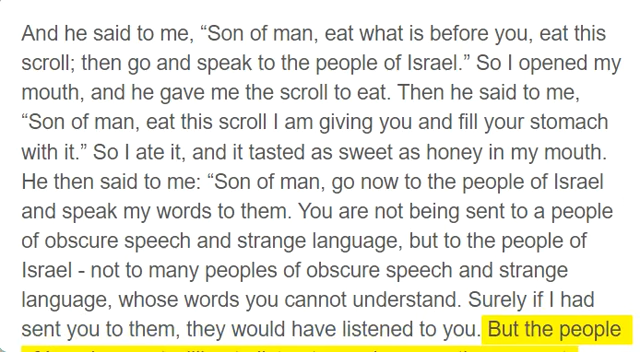 And he said to me, “Son of man, eat what is before you, eat this
scroll; then go and speak to the people of Israel.” So I opened my
mouth, and he gave me the scroll to eat. Then he said to me,
“Son of man, eat this scroll I am giving you and fill your stomach
with it.” So I ate it, and it tasted as sweet as honey in my mouth.
He then said to me: “Son of man, go now to the people of Israel
and speak my words to them. You are not being sent to a people
of obscure speech and strange language, but to the people of
Israel - not to many peoples of obscure speech and strange
language, whose words you cannot understand. Surely if I had
sent you to them, they would have listened to you. But the people